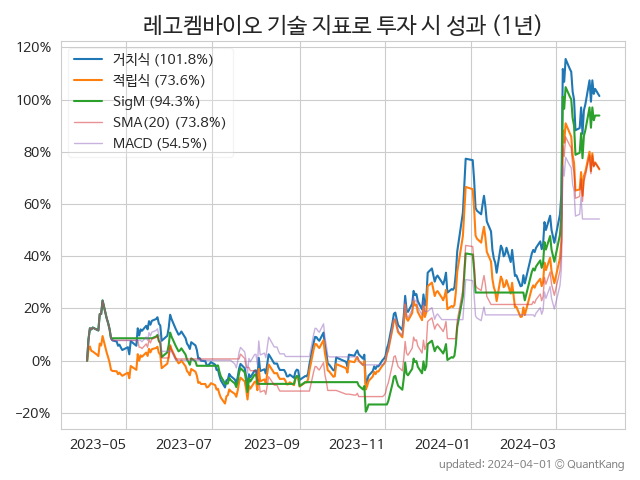 레고켐바이오 기술 지표로 투자 시 성과 (1년)
120%
100%
80%
60%
40%
20%
0%
−20%
거치식 (101.8%)
적립식 (73.6%)
SigM (94.3%)
SMA(20) (73.8%)
MACD (54.5%)
2023-05
2023-07
2023-09
2023-11
2024-01
2024-03
updated: 2024-04-01 © QuantKang